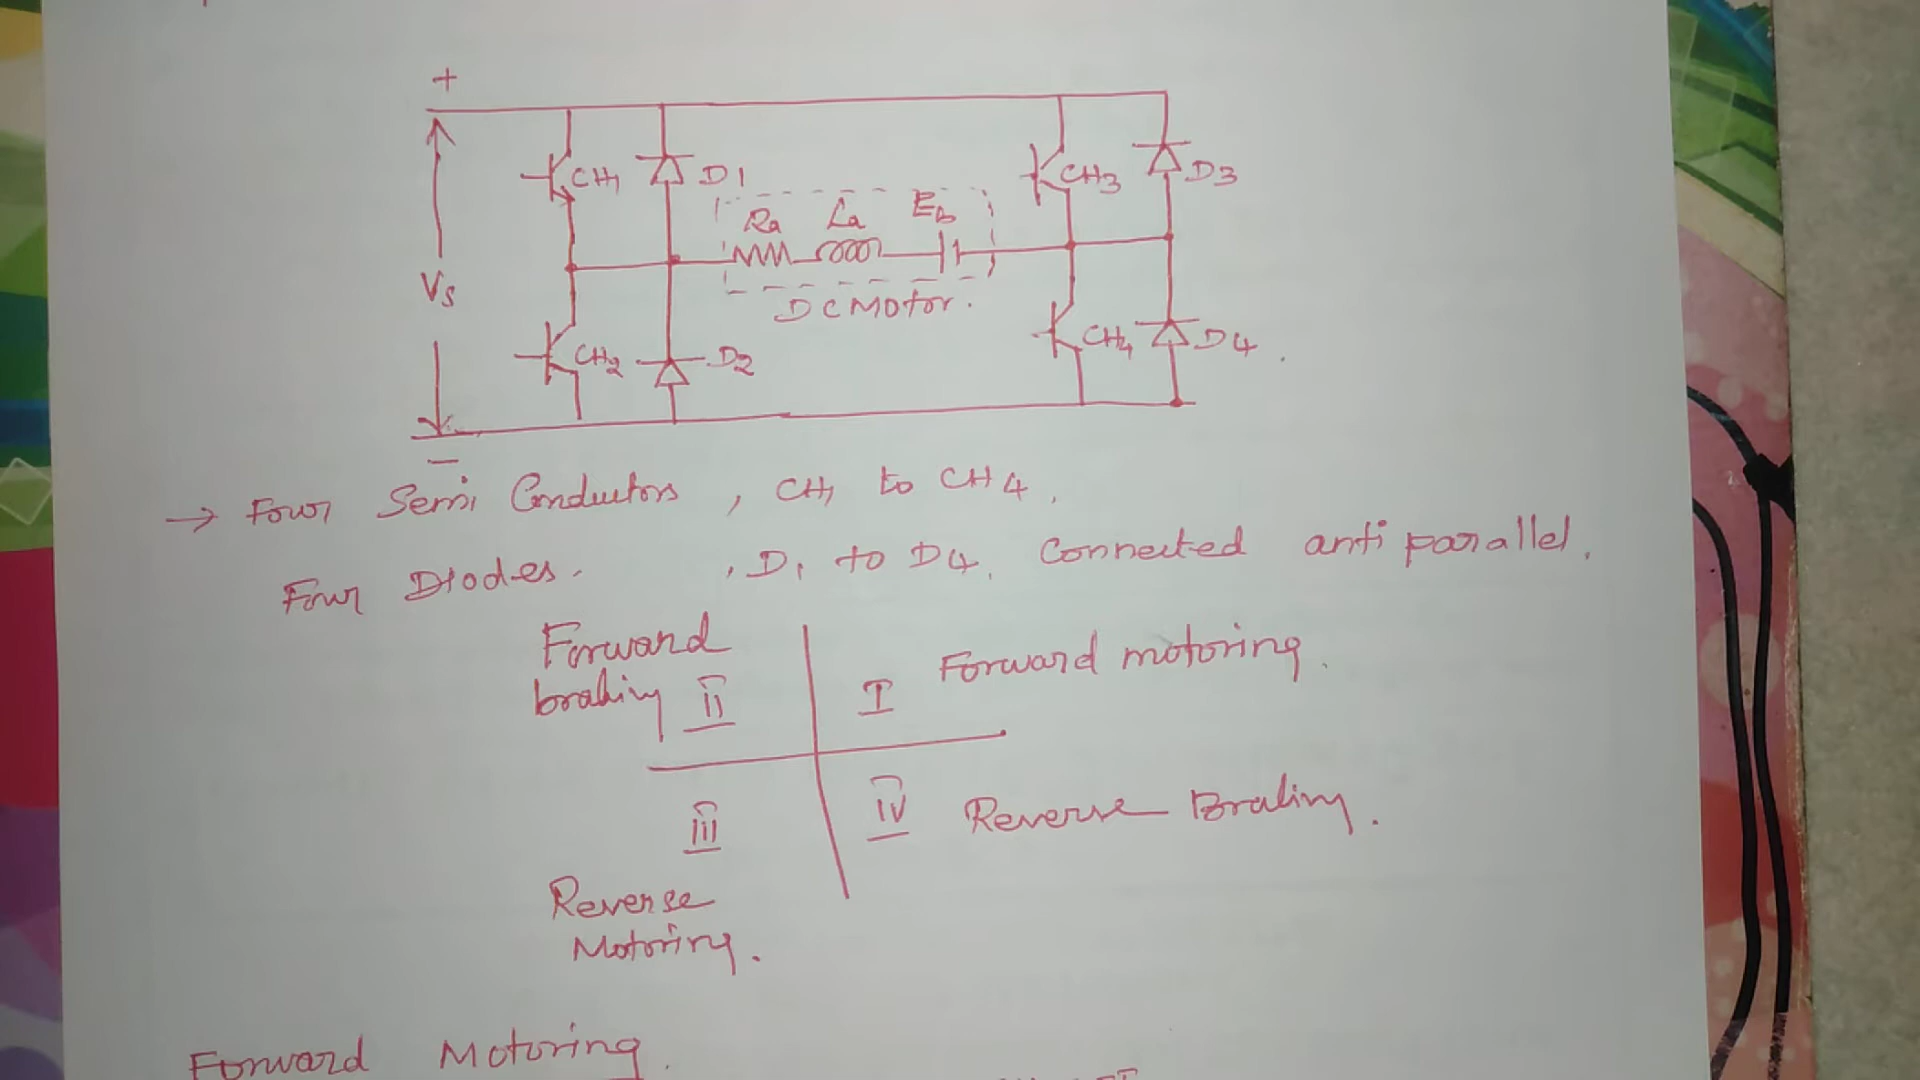 +
CH1 D1 CH3 D3
Ra La Eb
Vs
DC Motor.
CH2 D2 CH4 D4
-
→ Four Semi Conductors, CH1 to CH4.
Four Diodes. , D1 to D4. Connected anti parallel.
Forward
braking II I Forward motoring.
III IV Reverse Braking.
Reverse
Motoring.
Forward Motoring.